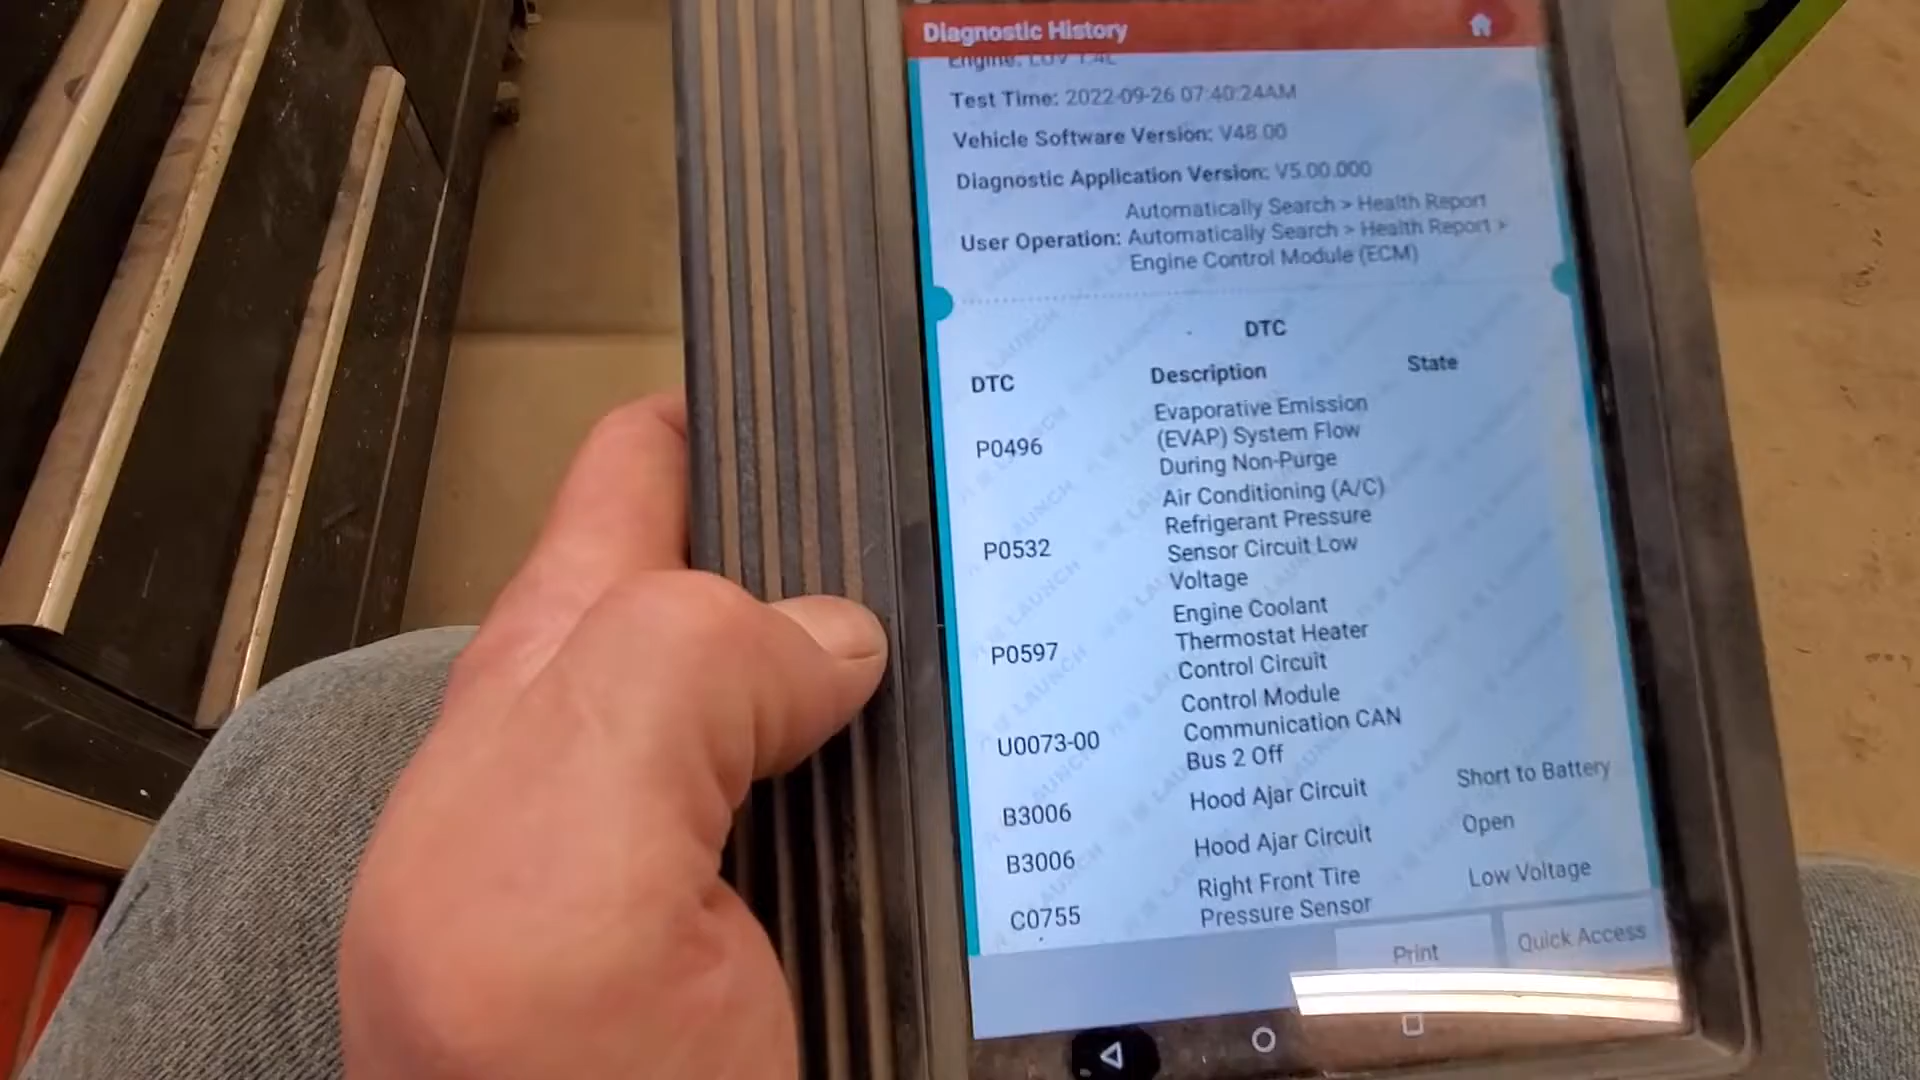 Diagnostic History
Engine: LUV 1.4L
Test Time: 2022-09-26 07:40:24AM
Vehicle Software Version: V48.00
Diagnostic Application Version: V5.00.000
Automatically Search > Health Report
User Operation: Automatically Search > Health Report >
Engine Control Module (ECM)
DTC
DTC Description State
Evaporative Emission
P0496 (EVAP) System Flow
During Non-Purge
Air Conditioning (A/C)
Refrigerant Pressure
P0532 Sensor Circuit Low
Voltage
Engine Coolant
P0597 Thermostat Heater
Control Circuit
Control Module
U0073-00 Communication CAN
Bus 2 Off
B3006 Hood Ajar Circuit Short to Battery
B3006 Hood Ajar Circuit Open
C0755 Right Front Tire Low Voltage
Pressure Sensor
Print Quick Access
LAUNCH